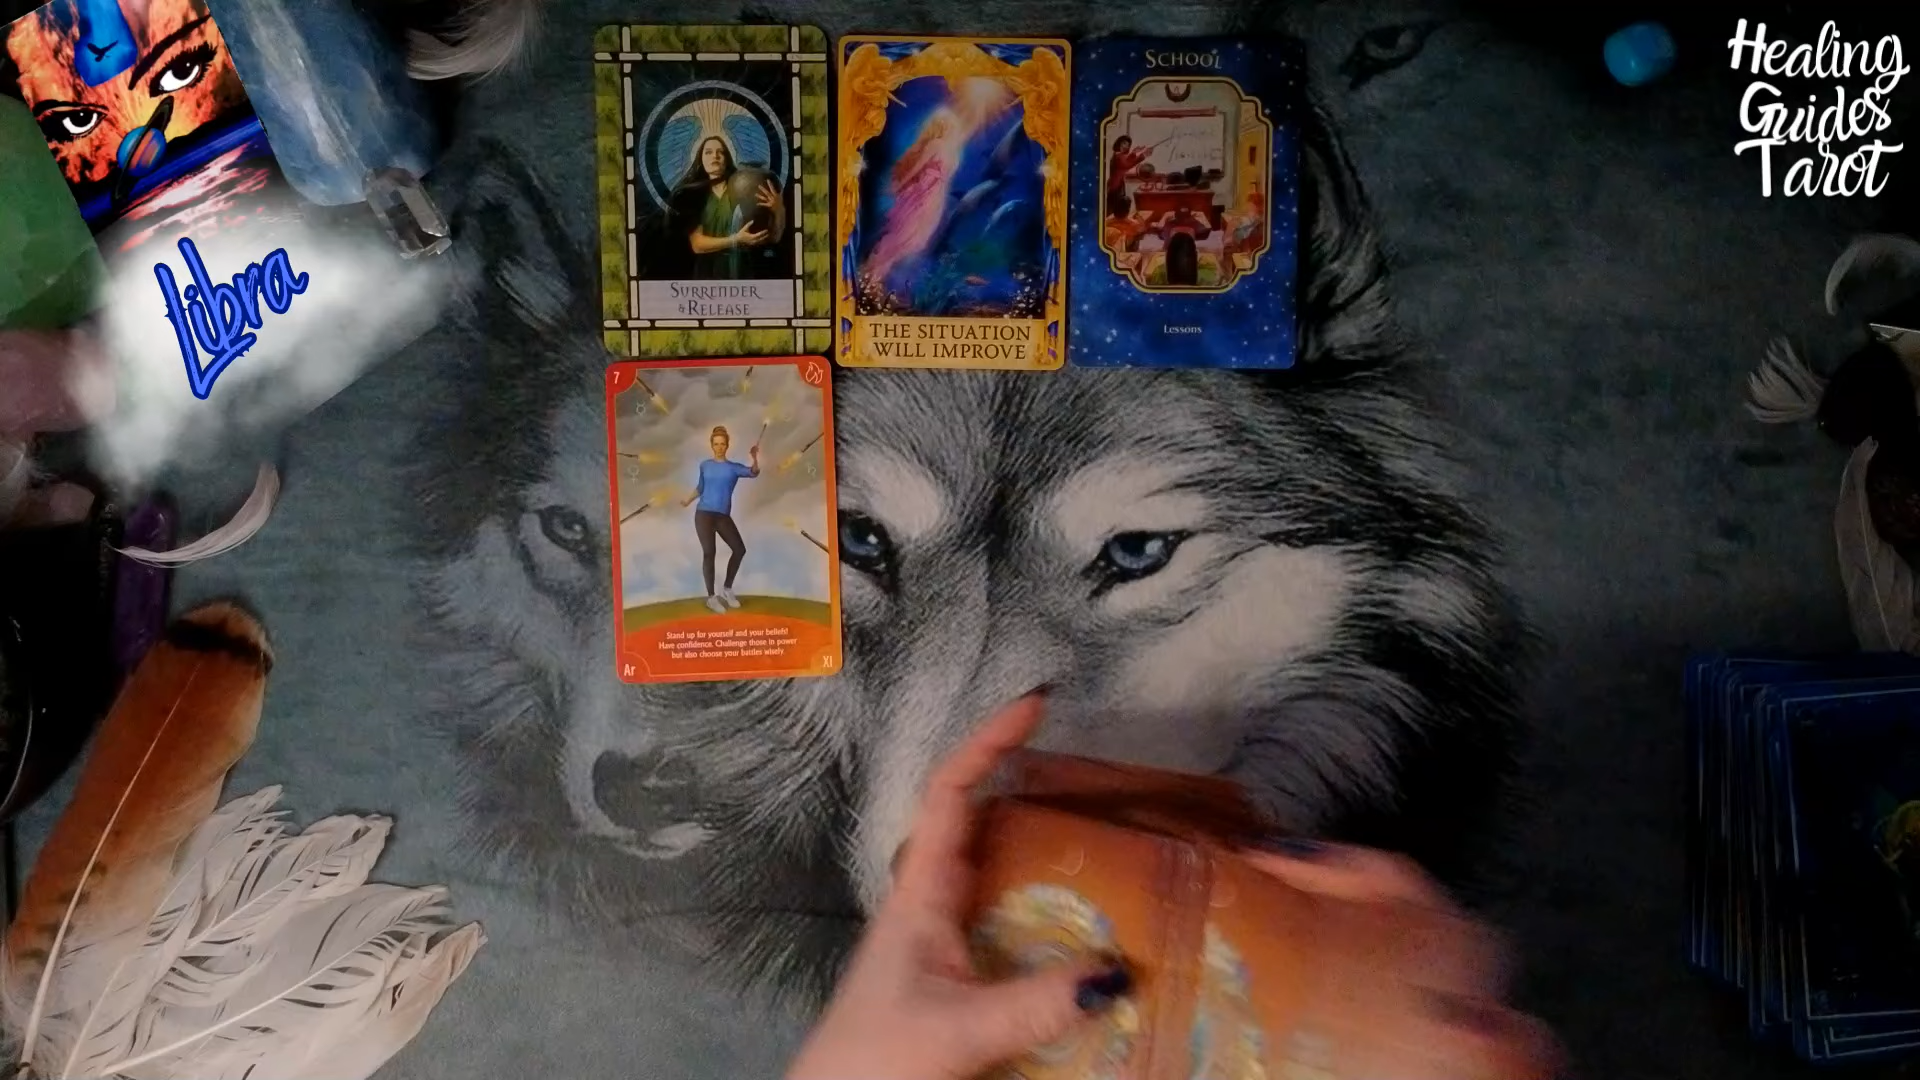 Healing
Guides
Tarot
Libra
SURRENDER
& RELEASE
THE SITUATION
WILL IMPROVE
SCHOOL
Lessons
7
Stand up for yourself and your beliefs!
Have confidence. Challenge those in power
but also choose your battles wisely.
Ar
XI